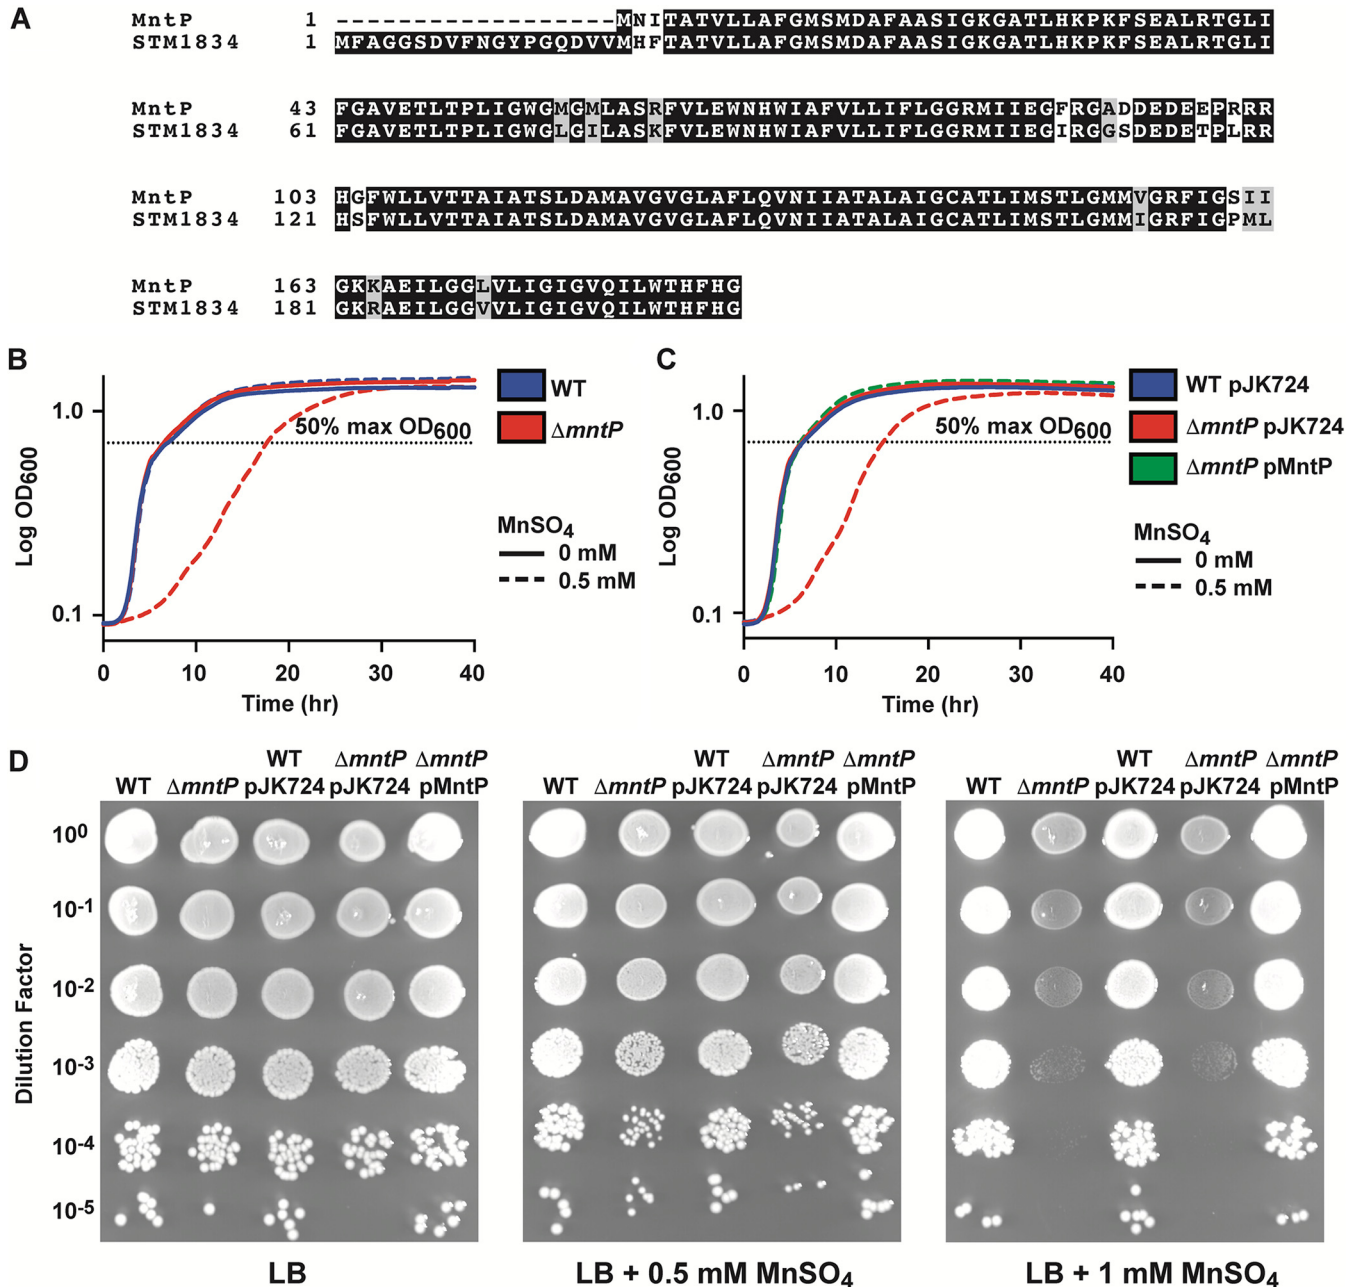 A
MntP 1 ------------------MNITATVLLAFGMSMDAFAASIGKGATLHKPKFSEALRTGLI
STM1834 1 MFAGGSDVFNGYPGQDVVMHFTATVLLAFGMSMDAFAASIGKGATLHKPKFSEALRTGLI
MntP 43 FGAVETLTPLIGWGMGMLASRFVLEWNHWIAFVLLIFLGGRMIIEGFRGADDEDEEPRRR
STM1834 61 FGAVETLTPLIGWGLGILASKFVLEWNHWIAFVLLIFLGGRMIIEGIRGGSDEDETPLRR
MntP 103 HGFWLLVTTAIATSLDAMAVGVGLAFLQVNIIATALAIGCATLIMSTLGMMVGRFIGSII
STM1834 121 HSFWLLVTTAIATSLDAMAVGVGLAFLQVNIIATALAIGCATLIMSTLGMMIGRFIGPML
MntP 163 GKKAEILGGLVLIGIGVQILWTHFHG
STM1834 181 GKRAEILGGVVLIGIGVQILWTHFHG
B
Log OD600
1.0
0.1
50% max OD600
0 10 20 30 40
Time (hr)
WT
ΔmntP
MnSO4
0 mM
0.5 mM
C
Log OD600
1.0
0.1
50% max OD600
0 10 20 30 40
Time (hr)
WT pJK724
ΔmntP pJK724
ΔmntP pMntP
MnSO4
0 mM
0.5 mM
D
WT ΔmntP WT pJK724 ΔmntP pJK724 ΔmntP pMntP
WT ΔmntP WT pJK724 ΔmntP pJK724 ΔmntP pMntP
WT ΔmntP WT pJK724 ΔmntP pJK724 ΔmntP pMntP
Dilution Factor
10^0
10^-1
10^-2
10^-3
10^-4
10^-5
LB
LB + 0.5 mM MnSO4
LB + 1 mM MnSO4